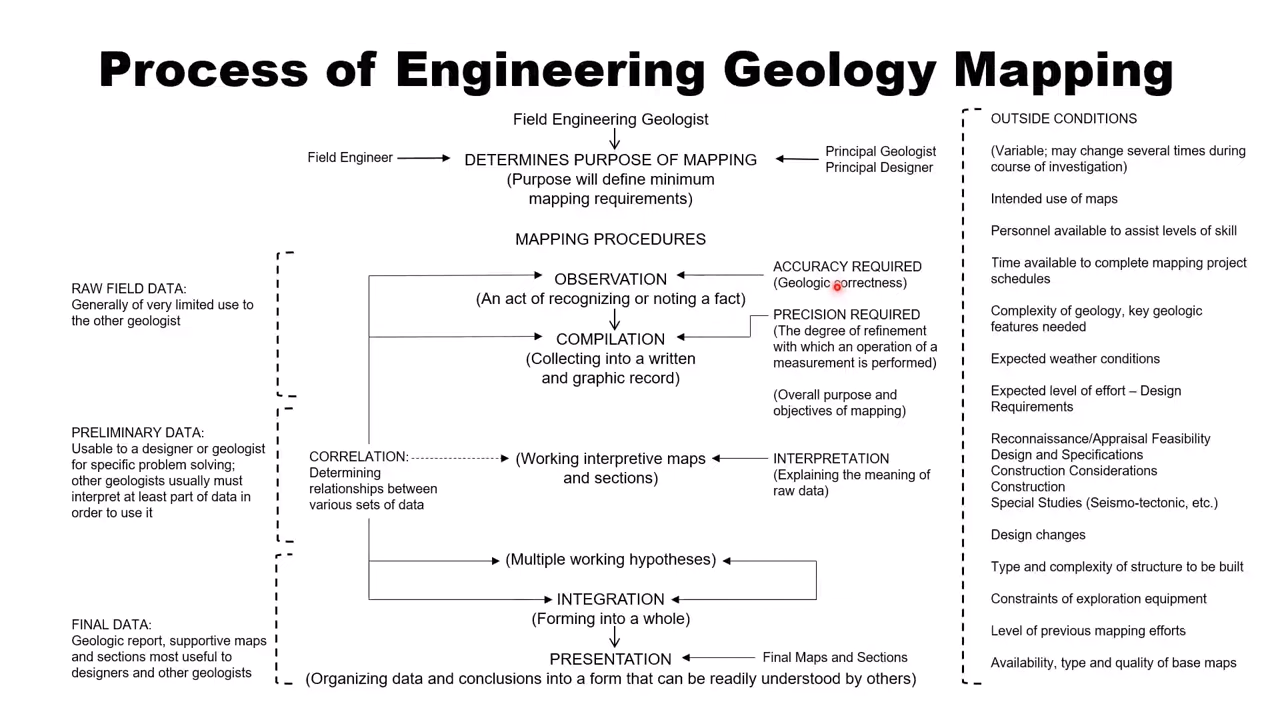 Process of Engineering Geology Mapping
Field Engineering Geologist
Field Engineer
DETERMINES PURPOSE OF MAPPING
(Purpose will define minimum
mapping requirements)
Principal Geologist
Principal Designer
MAPPING PROCEDURES
RAW FIELD DATA:
Generally of very limited use to
the other geologist
OBSERVATION
(An act of recognizing or noting a fact)
COMPILATION
(Collecting into a written
and graphic record)
ACCURACY REQUIRED
(Geologic correctness)
PRECISION REQUIRED
(The degree of refinement
with which an operation of a
measurement is performed)
(Overall purpose and
objectives of mapping)
PRELIMINARY DATA:
Usable to a designer or geologist
for specific problem solving;
other geologists usually must
interpret at least part of data in
order to use it
CORRELATION:
Determining
relationships between
various sets of data
(Working interpretive maps
and sections)
INTERPRETATION
(Explaining the meaning of
raw data)
(Multiple working hypotheses)
INTEGRATION
(Forming into a whole)
FINAL DATA:
Geologic report, supportive maps
and sections most useful to
designers and other geologists
PRESENTATION
Final Maps and Sections
(Organizing data and conclusions into a form that can be readily understood by others)
OUTSIDE CONDITIONS
(Variable; may change several times during
course of investigation)
Intended use of maps
Personnel available to assist levels of skill
Time available to complete mapping project
schedules
Complexity of geology, key geologic
features needed
Expected weather conditions
Expected level of effort – Design
Requirements
Reconnaissance/Appraisal Feasibility
Design and Specifications
Construction Considerations
Construction
Special Studies (Seismo-tectonic, etc.)
Design changes
Type and complexity of structure to be built
Constraints of exploration equipment
Level of previous mapping efforts
Availability, type and quality of base maps